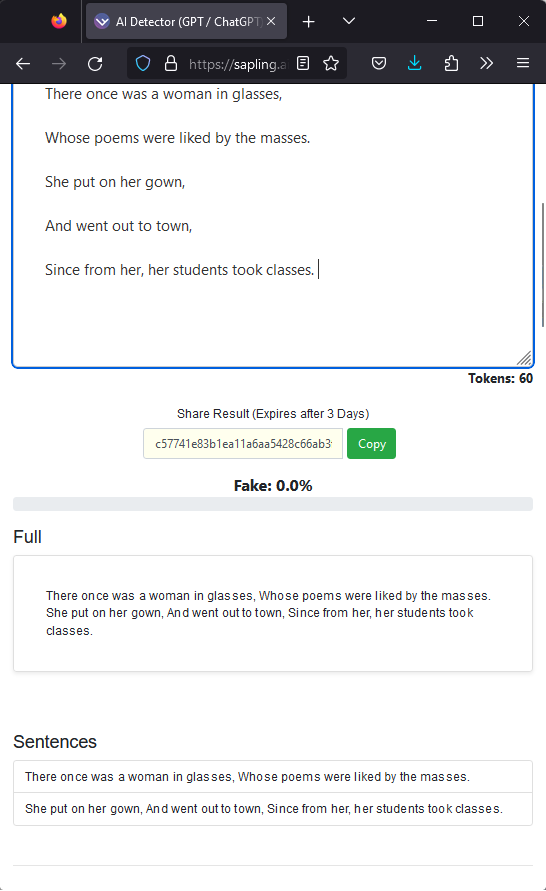 AI Detector (GPT / ChatGPT)
https://sapling.a
There once was a woman in glasses,
Whose poems were liked by the masses.
She put on her gown,
And went out to town,
Since from her, her students took classes.
Tokens: 60
Share Result (Expires after 3 Days)
c57741e83b1ea11a6aa5428c66ab3 Copy
Fake: 0.0%
Full
There once was a woman in glasses, Whose poems were liked by the masses.
She put on her gown, And went out to town, Since from her, her students took
classes.
Sentences
There once was a woman in glasses, Whose poems were liked by the masses.
She put on her gown, And went out to town, Since from her, her students took classes.